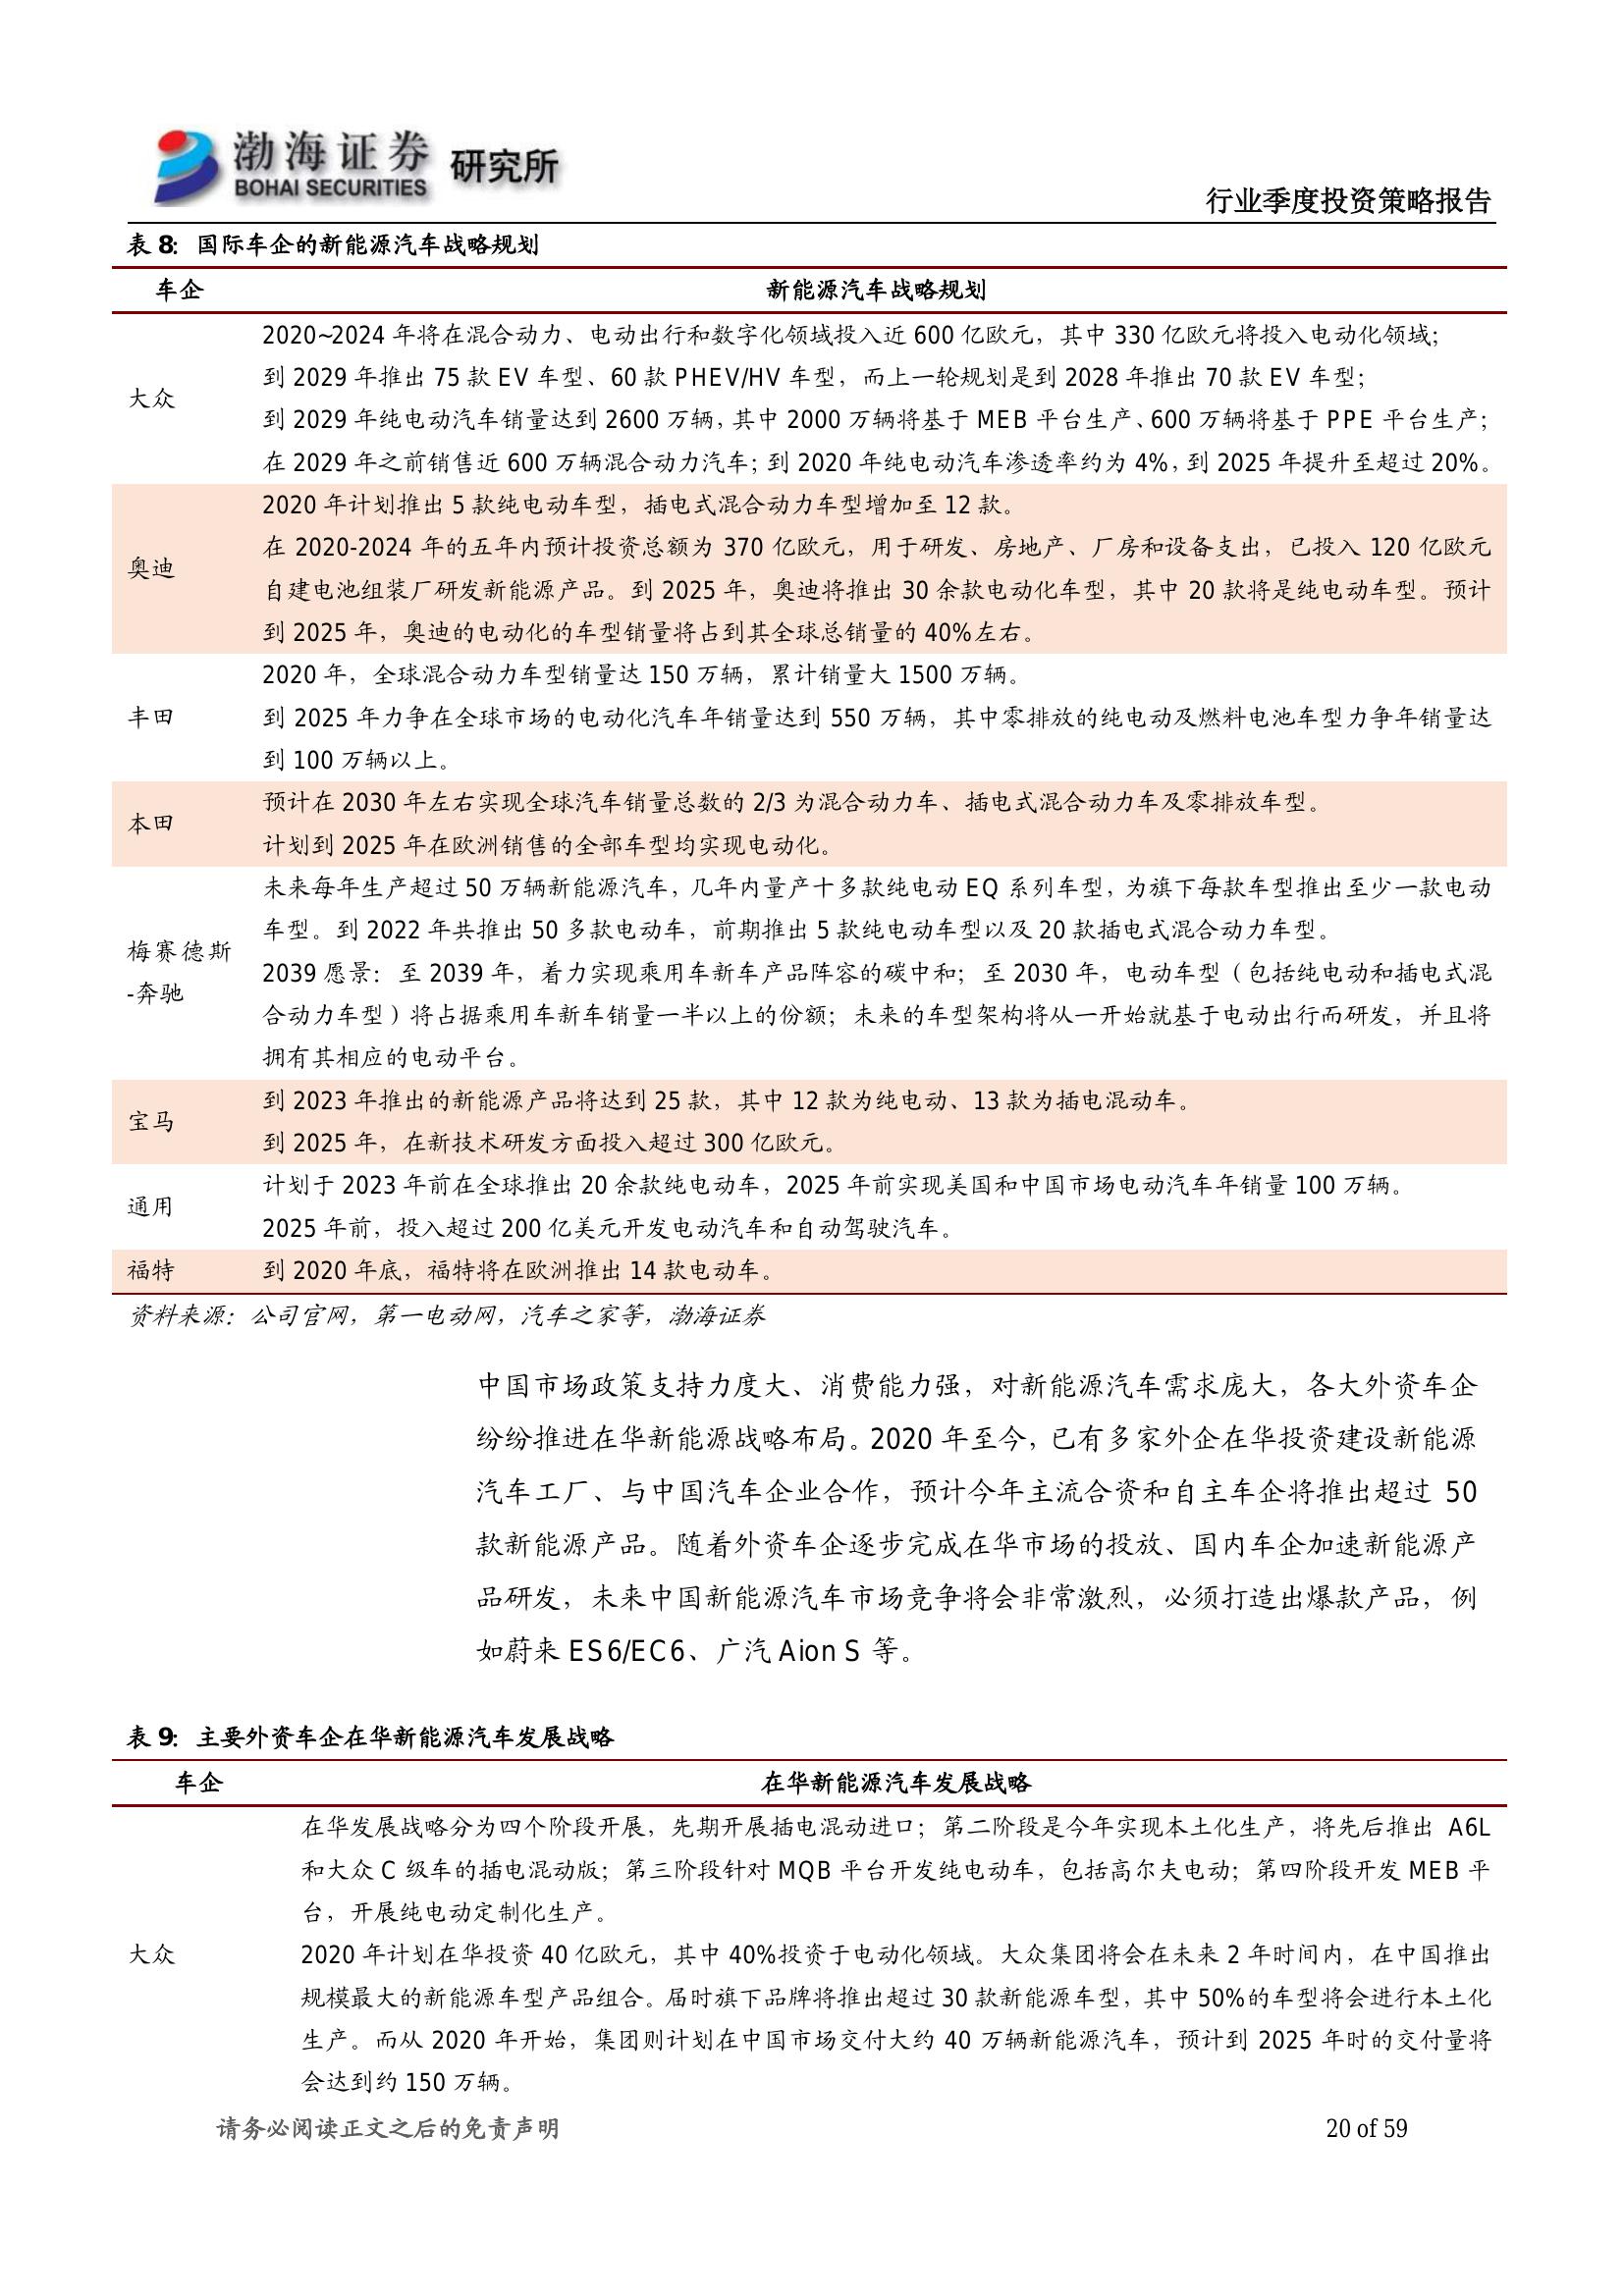 渤海证券 研究所
BOHAI SECURITIES
行业季度投资策略报告
表 8：国际车企的新能源汽车战略规划
车企 新能源汽车战略规划
大众
2020~2024 年将在混合动力、电动出行和数字化领域投入近 600 亿欧元，其中 330 亿欧元将投入电动化领域；
到 2029 年推出 75 款 EV 车型、60 款 PHEV/HV 车型，而上一轮规划是到 2028 年推出 70 款 EV 车型；
到 2029 年纯电动汽车销量达到 2600 万辆，其中 2000 万辆将基于 MEB 平台生产、600 万辆将基于 PPE 平台生产；
在 2029 年之前销售近 600 万辆混合动力汽车；到 2020 年纯电动汽车渗透率约为 4%，到 2025 年提升至超过 20%。
奥迪
2020 年计划推出 5 款纯电动车型，插电式混合动力车型增加至 12 款。
在 2020-2024 年的五年内预计投资总额为 370 亿欧元，用于研发、房地产、厂房和设备支出，已投入 120 亿欧元
自建电池组装厂研发新能源产品。到 2025 年，奥迪将推出 30 余款电动化车型，其中 20 款将是纯电动车型。预计
到 2025 年，奥迪的电动化的车型销量将占到其全球总销量的 40%左右。
丰田
2020 年，全球混合动力车型销量达 150 万辆，累计销量大 1500 万辆。
到 2025 年力争在全球市场的电动化汽车年销量达到 550 万辆，其中零排放的纯电动及燃料电池车型力争年销量达
到 100 万辆以上。
本田
预计在 2030 年左右实现全球汽车销量总数的 2/3 为混合动力车、插电式混合动力车及零排放车型。
计划到 2025 年在欧洲销售的全部车型均实现电动化。
梅赛德斯
-奔驰
未来每年生产超过 50 万辆新能源汽车，几年内量产十多款纯电动 EQ 系列车型，为旗下每款车型推出至少一款电动
车型。到 2022 年共推出 50 多款电动车，前期推出 5 款纯电动车型以及 20 款插电式混合动力车型。
2039 愿景：至 2039 年，着力实现乘用车新车产品阵容的碳中和；至 2030 年，电动车型（包括纯电动和插电式混
合动力车型）将占据乘用车新车销量一半以上的份额；未来的车型架构将从一开始就基于电动出行而研发，并且将
拥有其相应的电动平台。
宝马
到 2023 年推出的新能源产品将达到 25 款，其中 12 款为纯电动、13 款为插电混动车。
到 2025 年，在新技术研发方面投入超过 300 亿欧元。
通用
计划于 2023 年前在全球推出 20 余款纯电动车，2025 年前实现美国和中国市场电动汽车年销量 100 万辆。
2025 年前，投入超过 200 亿美元开发电动汽车和自动驾驶汽车。
福特 到 2020 年底，福特将在欧洲推出 14 款电动车。
资料来源：公司官网，第一电动网，汽车之家等，渤海证券
中国市场政策支持力度大、消费能力强，对新能源汽车需求庞大，各大外资车企
纷纷推进在华新能源战略布局。2020 年至今，已有多家外企在华投资建设新能源
汽车工厂、与中国汽车企业合作，预计今年主流合资和自主车企将推出超过 50
款新能源产品。随着外资车企逐步完成在华市场的投放、国内车企加速新能源产
品研发，未来中国新能源汽车市场竞争将会非常激烈，必须打造出爆款产品，例
如蔚来 ES6/EC6、广汽 Aion S 等。
表 9：主要外资车企在华新能源汽车发展战略
车企 在华新能源汽车发展战略
大众
在华发展战略分为四个阶段开展，先期开展插电混动进口；第二阶段是今年实现本土化生产，将先后推出 A6L
和大众 C 级车的插电混动版；第三阶段针对 MQB 平台开发纯电动车，包括高尔夫电动；第四阶段开发 MEB 平
台，开展纯电动定制化生产。
2020 年计划在华投资 40 亿欧元，其中 40%投资于电动化领域。大众集团将会在未来 2 年时间内，在中国推出
规模最大的新能源车型产品组合。届时旗下品牌将推出超过 30 款新能源车型，其中 50%的车型将会进行本土化
生产。而从 2020 年开始，集团则计划在中国市场交付大约 40 万辆新能源汽车，预计到 2025 年时的交付量将
会达到约 150 万辆。
请务必阅读正文之后的免责声明 20 of 59